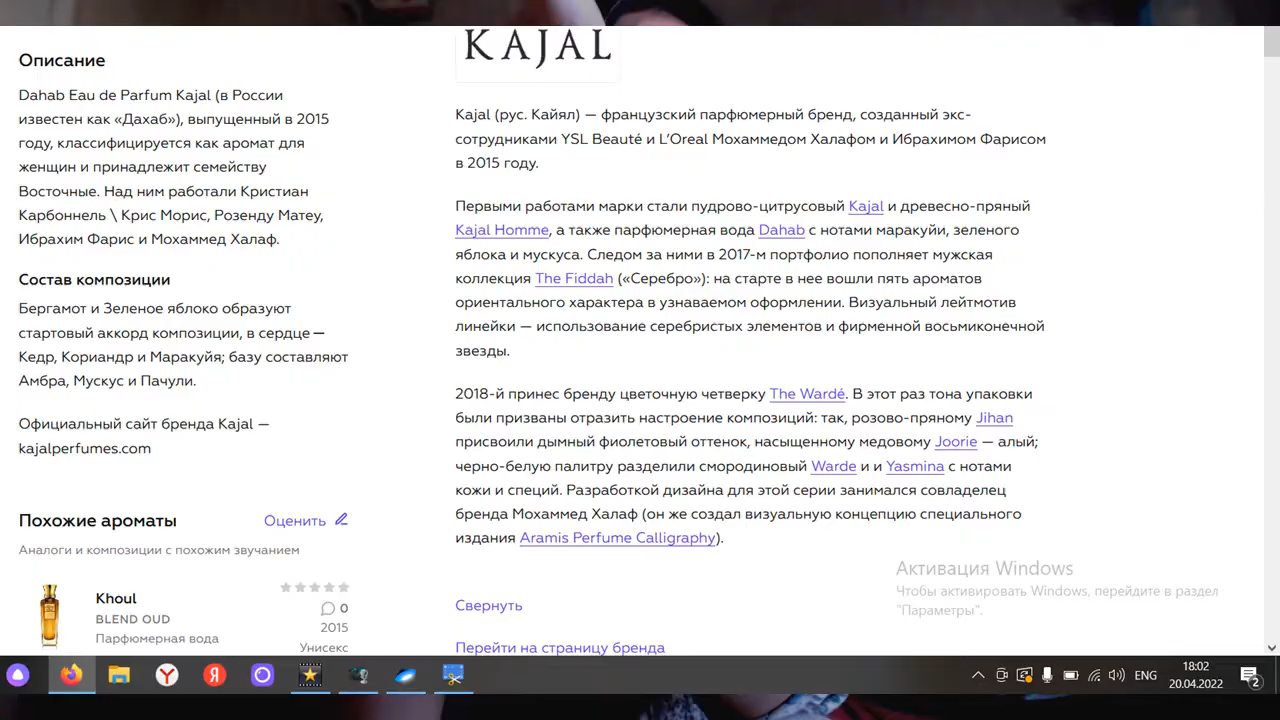 Описание
Dahab Eau de Parfum Kajal (в России
известен как «Дахаб»), выпущенный в 2015
году, классифицируется как аромат для
женщин и принадлежит семейству
Восточные. Над ним работали Кристиан
Карбоннель \ Крис Морис, Розенду Матеу,
Ибрахим Фарис и Мохаммед Халаф.
Состав композиции
Бергамот и Зеленое яблоко образуют
стартовый аккорд композиции, в сердце —
Кедр, Кориандр и Маракуйя; базу составляют
Амбра, Мускус и Пачули.
Официальный сайт бренда Kajal —
kajalperfumes.com
Похожие ароматы
Оценить
Аналоги и композиции с похожим звучанием
Khoul
BLEND OUD
Парфюмерная вода
0
2015
Унисекс
KAJAL
Kajal (рус. Кайял) — французский парфюмерный бренд, созданный экс-
сотрудниками YSL Beauté и L’Oreal Мохаммедом Халафом и Ибрахимом Фарисом
в 2015 году.
Первыми работами марки стали пудрово-цитрусовый Kajal и древесно-пряный
Kajal Homme, а также парфюмерная вода Dahab с нотами маракуйи, зеленого
яблока и мускуса. Следом за ними в 2017-м портфолио пополняет мужская
коллекция The Fiddah («Серебро»): на старте в нее вошли пять ароматов
ориентального характера в узнаваемом оформлении. Визуальный лейтмотив
линейки — использование серебристых элементов и фирменной восьмиконечной
звезды.
2018-й принес бренду цветочную четверку The Wardé. В этот раз тона упаковки
были призваны отразить настроение композиций: так, розово-пряному Jihan
присвоили дымный фиолетовый оттенок, насыщенному медовому Joorie — алый;
черно-белую палитру разделили смородиновый Warde и и Yasmina с нотами
кожи и специй. Разработкой дизайна для этой серии занимался совладелец
бренда Мохаммед Халаф (он же создал визуальную концепцию специального
издания Aramis Perfume Calligraphy).
Свернуть
Перейти на страницу бренда
Активация Windows
Чтобы активировать Windows, перейдите в раздел
"Параметры".
ENG
18:02
20.04.2022
2